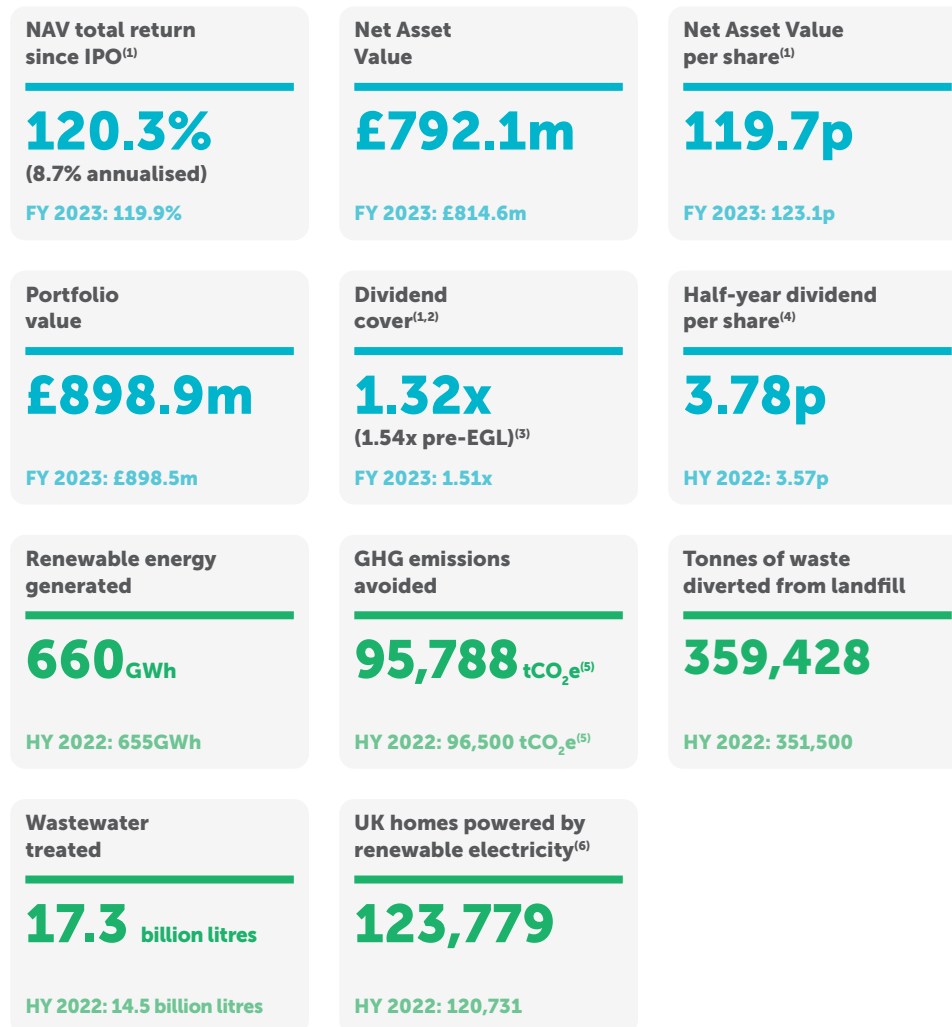 NAV total return
since IPO(1)
120.3%
(8.7% annualised)
FY 2023: 119.9%
Net Asset
Value
£792.1m
FY 2023: £814.6m
Net Asset Value
per share(1)
119.7p
FY 2023: 123.1p
Portfolio
value
£898.9m
FY 2023: £898.5m
Dividend
cover(1,2)
1.32x
(1.54x pre-EGL)(3)
FY 2023: 1.51x
Half-year dividend
per share(4)
3.78p
HY 2022: 3.57p
Renewable energy
generated
660GWh
HY 2022: 655GWh
GHG emissions
avoided
95,788 tCO2e(5)
HY 2022: 96,500 tCO2e(5)
Tonnes of waste
diverted from landfill
359,428
HY 2022: 351,500
Wastewater
treated
17.3 billion litres
HY 2022: 14.5 billion litres
UK homes powered by
renewable electricity(6)
123,779
HY 2022: 120,731